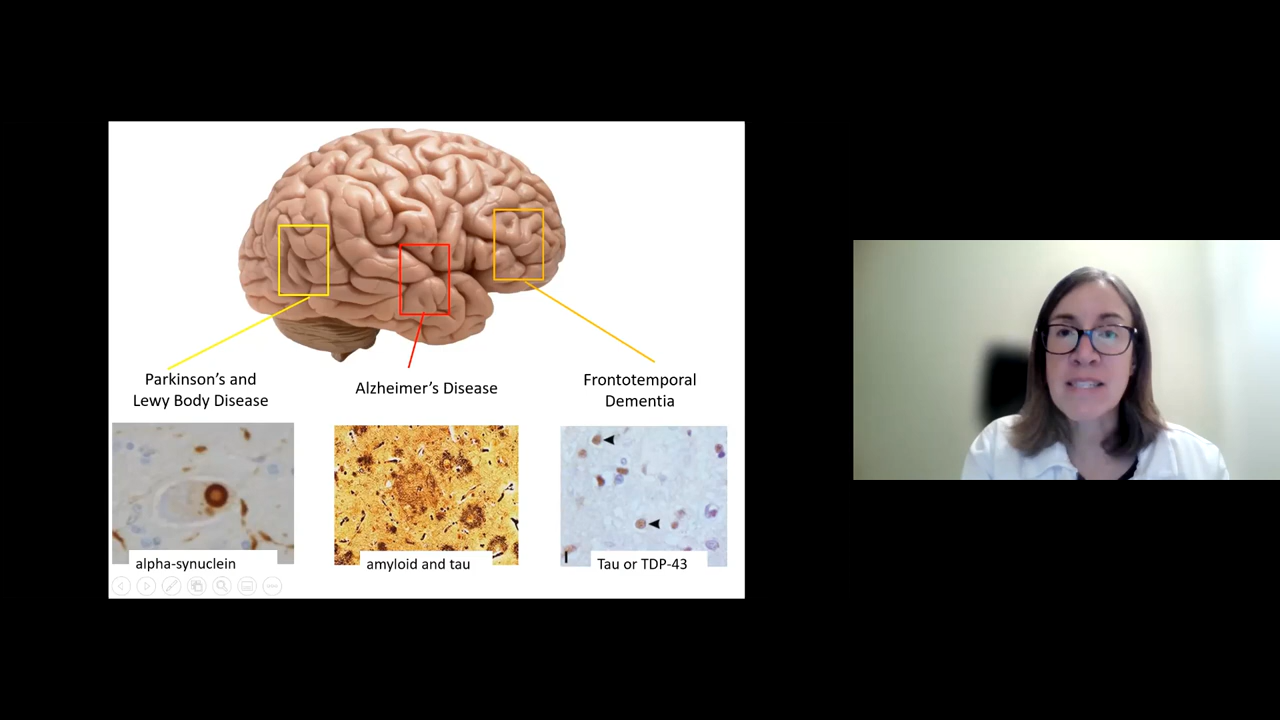 Parkinson's and
Lewy Body Disease
Alzheimer's Disease
Frontotemporal
Dementia
alpha-synuclein
amyloid and tau
Tau or TDP-43